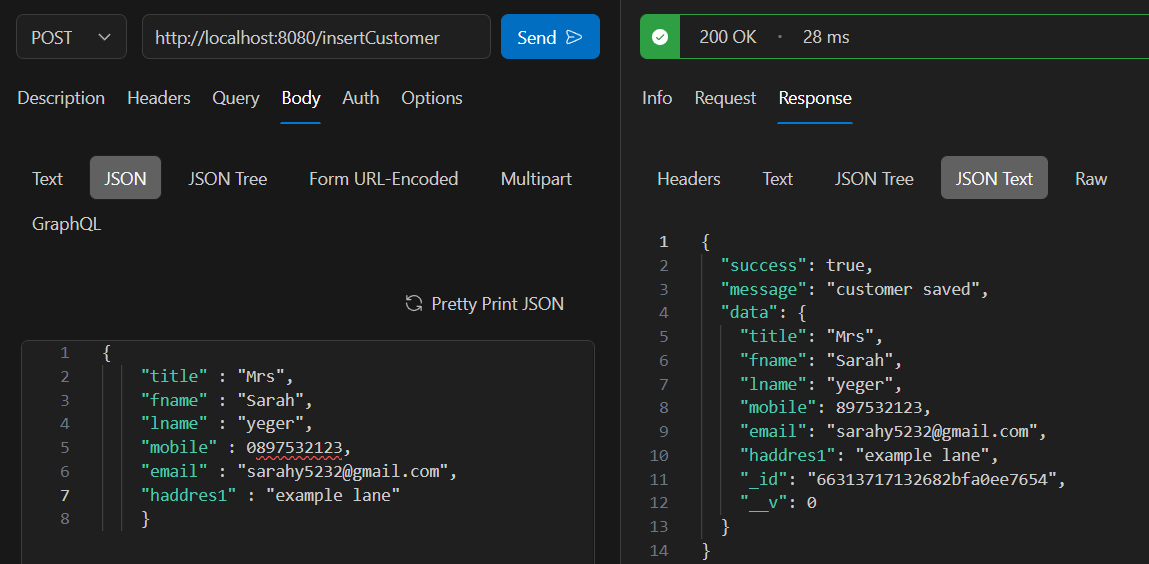 POST
http://localhost:8080/insertCustomer
Send
Description Headers Query Body Auth Options
Text JSON JSON Tree Form URL-Encoded Multipart
GraphQL
Pretty Print JSON
1 {
2 "title" : "Mrs",
3 "fname" : "Sarah",
4 "lname" : "yeger",
5 "mobile" : 0897532123,
6 "email" : "sarahy5232@gmail.com",
7 "haddres1" : "example lane"
8 }
200 OK · 28 ms
Info Request Response
Headers Text JSON Tree JSON Text Raw
1 {
2 "success": true,
3 "message": "customer saved",
4 "data": {
5 "title": "Mrs",
6 "fname": "Sarah",
7 "lname": "yeger",
8 "mobile": 897532123,
9 "email": "sarahy5232@gmail.com",
10 "haddres1": "example lane",
11 "_id": "66313717132682bfa0ee7654",
12 "__v": 0
13 }
14 }